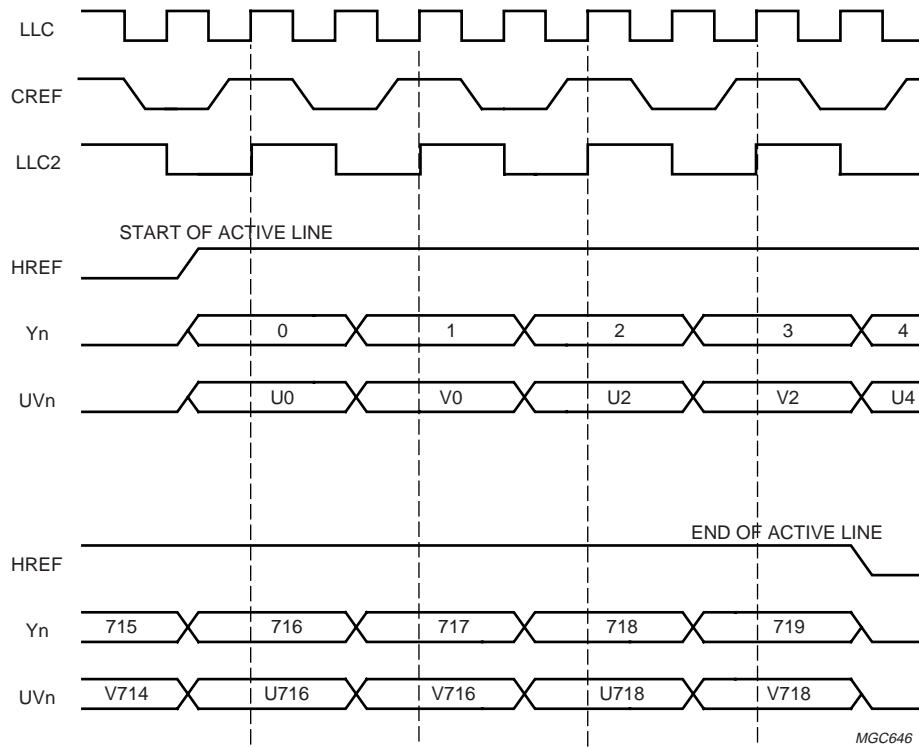 LLC
CREF
LLC2
START OF ACTIVE LINE
HREF
Yn 0 1 2 3 4
UVn U0 V0 U2 V2 U4
END OF ACTIVE LINE
HREF
Yn 715 716 717 718 719
UVn V714 U716 V716 U718 V718
MGC646